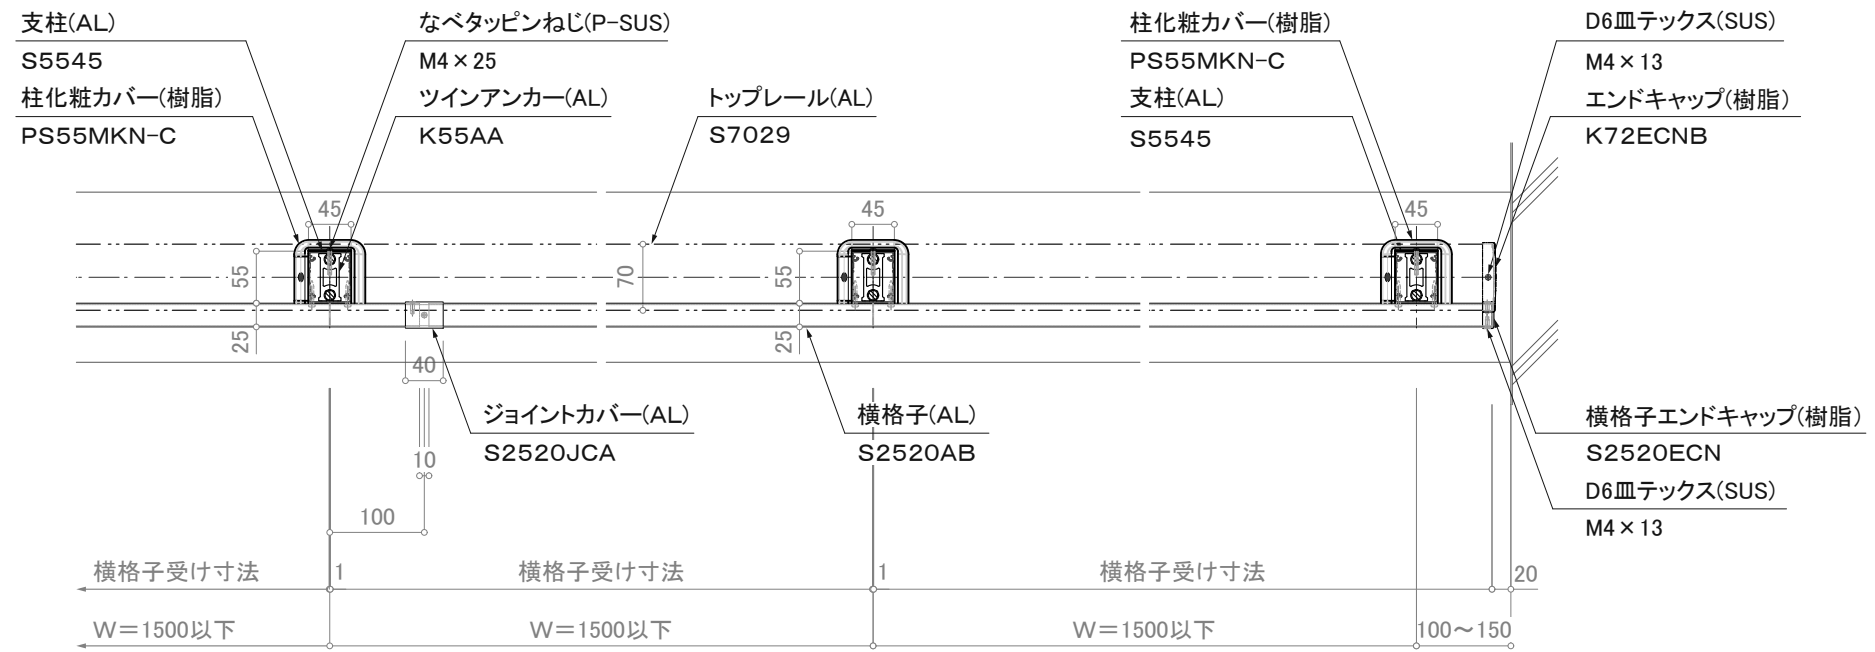 支柱(AL)
S5545
柱化粧カバー(樹脂)
PS55MKN-C
なべタッピンねじ(P-SUS)
M4×25
ツインアンカー(AL)
K55AA
トップレール(AL)
S7029
柱化粧カバー(樹脂)
PS55MKN-C
支柱(AL)
S5545
D6皿テックス(SUS)
M4×13
エンドキャップ(樹脂)
K72ECNB
45
45
45
55
70
55
25
25
40
ジョイントカバー(AL)
S2520JCA
横格子(AL)
S2520AB
横格子エンドキャップ(樹脂)
S2520ECN
D6皿テックス(SUS)
M4×13
10
100
横格子受け寸法
1
横格子受け寸法
1
横格子受け寸法
20
W=1500以下
W=1500以下
W=1500以下
100~150